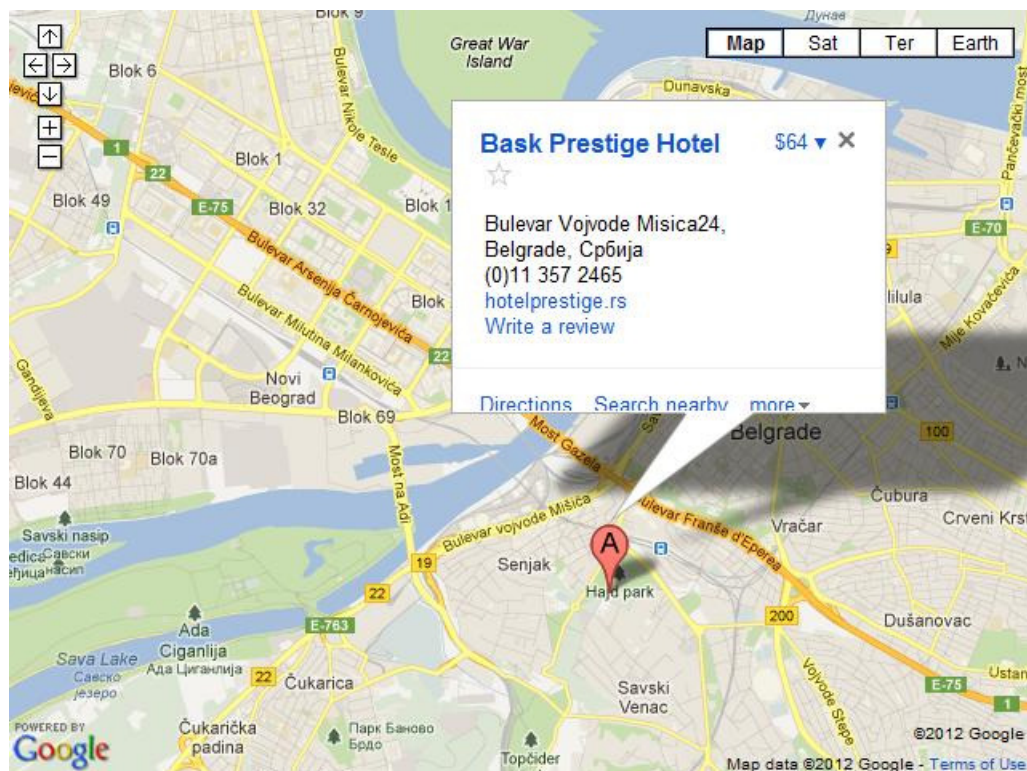 Blok 9
Дунав
Great War
Island
Map Sat Ter Earth
Blok 6
Dunavska
Bulevar Nikole Tesle
Pančevački most
1
22
Blok 1
Bask Prestige Hotel $64
Blok 49
E-75
Blok 32
Blok 1
E-70
Bulevar Vojvode Misica24,
Belgrade, Србија
(0)11 357 2465
hotelprestige.rs
Write a review
Bulevar Arsenija Čarnojevića
Blok
lilula
Mije Kovačevića
Bulevar Milutina Milankovića
22
Gandijeva
Novi
Beograd
Blok 69
Directions Search nearby more
Most Gazela
Belgrade
100
Blok 70
Blok 70a
Most na Adi
Blok 44
Čubura
Crveni Krs
Savski nasip
Савски
насип
Bulevar vojvode Mišića
Bulevar Franše d'Eperea
Vračar
A
19
Senjak
Hajd park
22
200
Dušanovac
Ada
Ciganlija
Ада Циганлија
E-763
Sava Lake
Савско
језеро
22
Čukarica
Savski
Venac
Vojvode Stepe
E-75
Ustan
1
POWERED BY
Google
Čukarička
padina
Парк Баново
Брдо
Topčider
©2012 Google
Map data ©2012 Google - Terms of Use